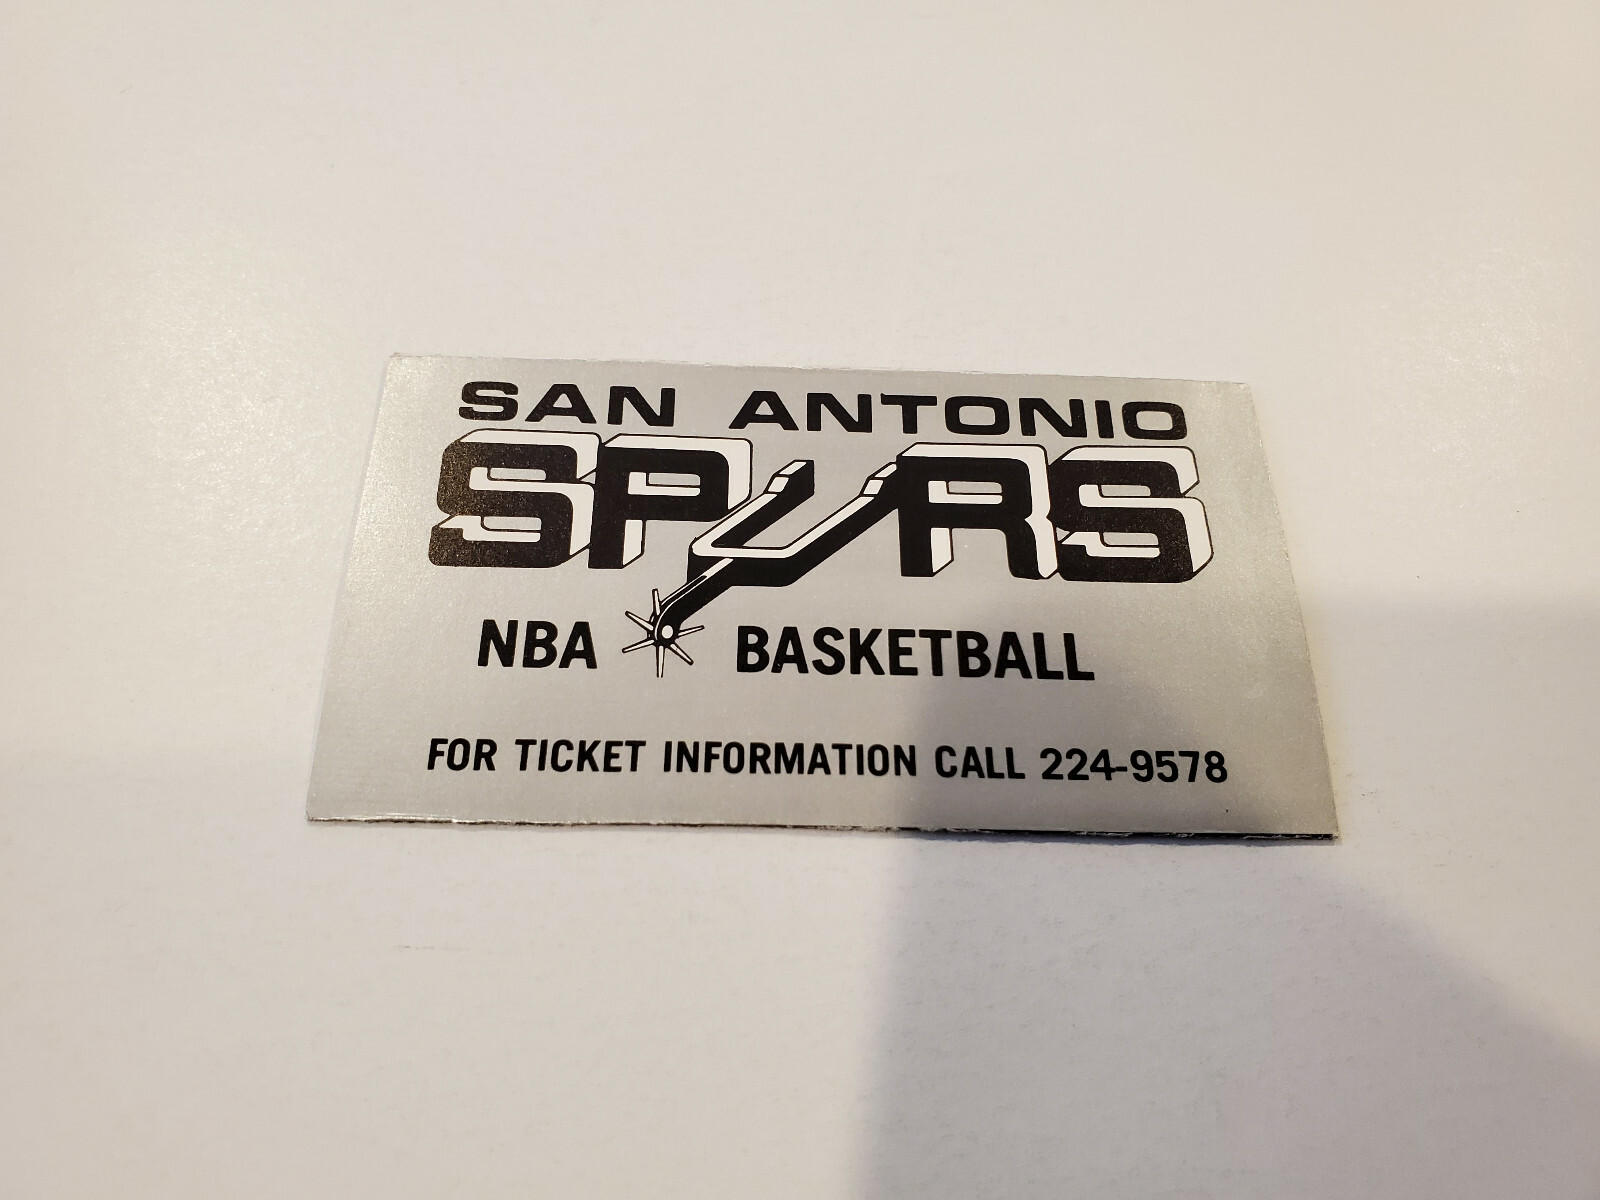 SAN ANTONIO
SPURS
NBA BASKETBALL
FOR TICKET INFORMATION CALL 224-9578